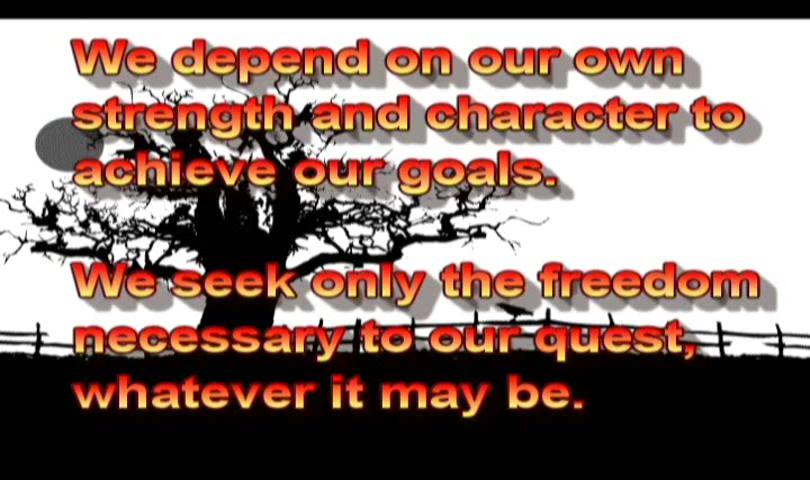 We depend on our own
strength and character to
achieve our goals.
We seek only the freedom
necessary to our quest,
whatever it may be.